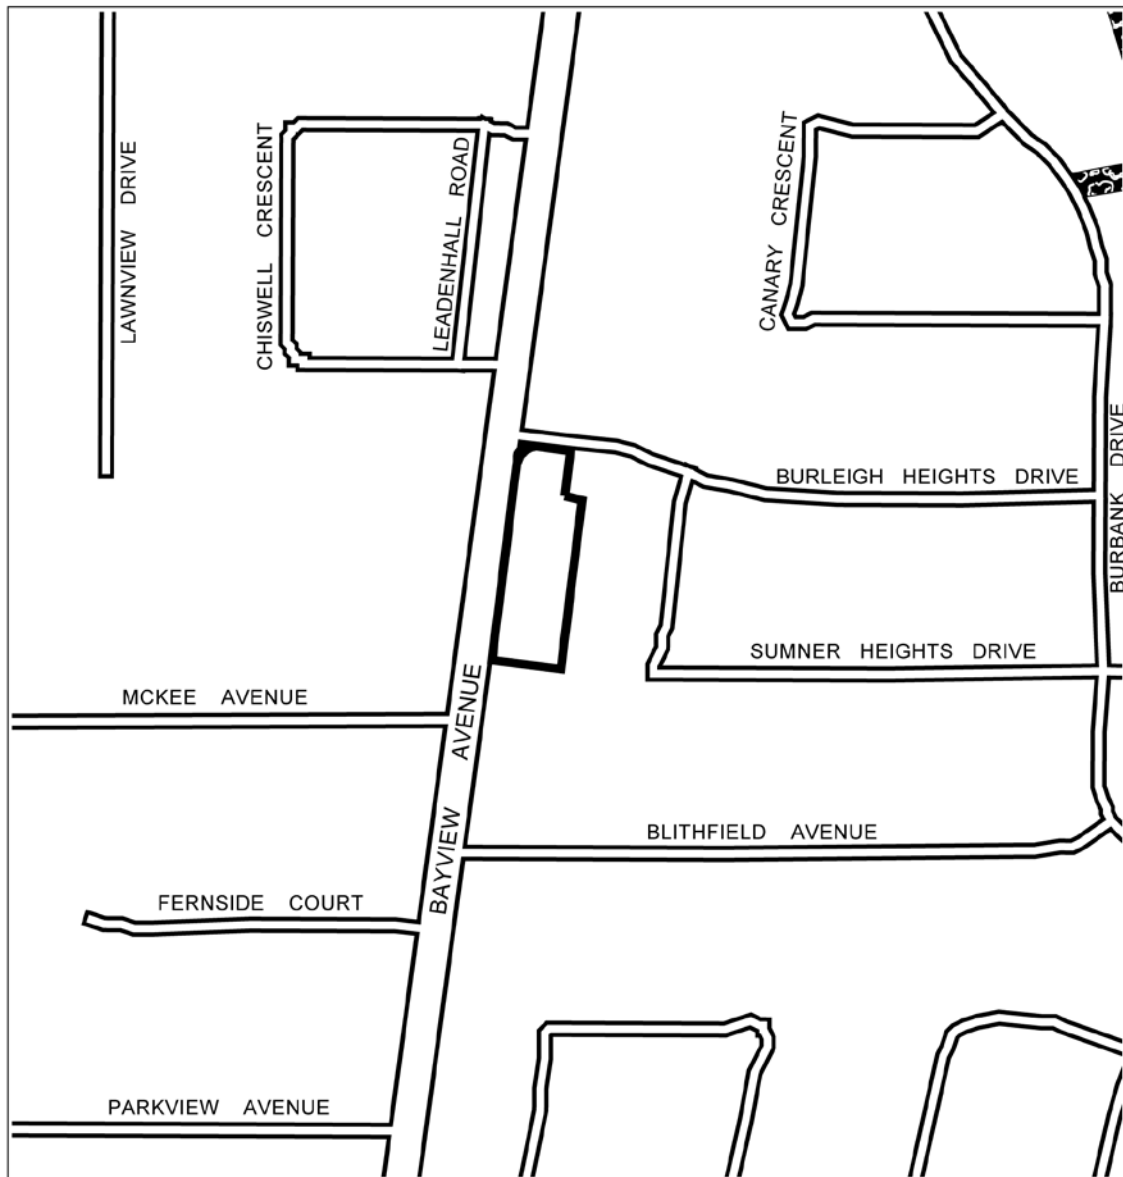 LAWNVIEW DRIVE
CHISWELL CRESCENT
LEADENHALL ROAD
CANARY CRESCENT
BURLEIGH HEIGHTS DRIVE
BURBANK DRIVE
SUMNER HEIGHTS DRIVE
MCKEE AVENUE
BAYVIEW AVENUE
BLITHFIELD AVENUE
FERNSIDE COURT
PARKVIEW AVENUE